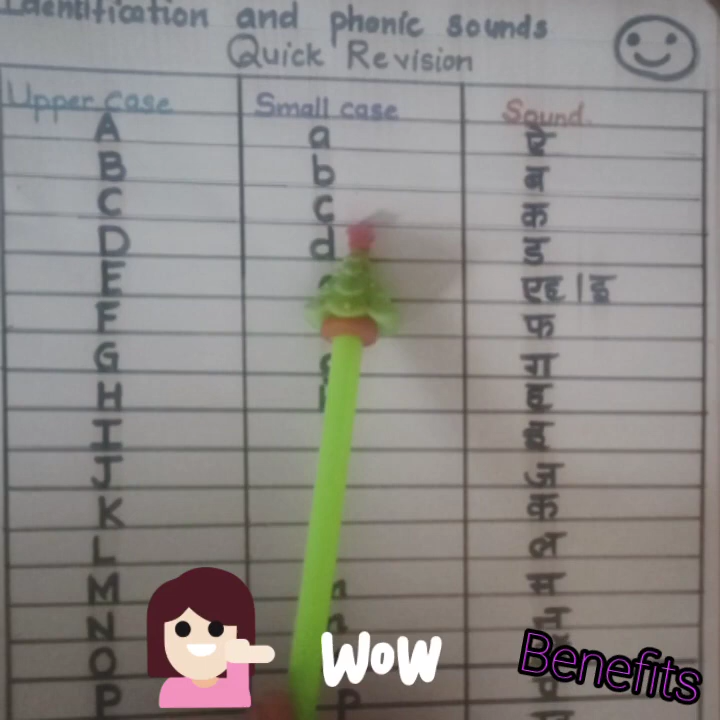 Identification and phonic sounds
Quick Revision
Upper case Small case Sound
A a ऐ
B b ब
C c क
D d ड
E एह | इ
F फ
G g ग
H h ह
I
J ज
K क
L ल
M म
N न
O
P P
WOW
Benefits